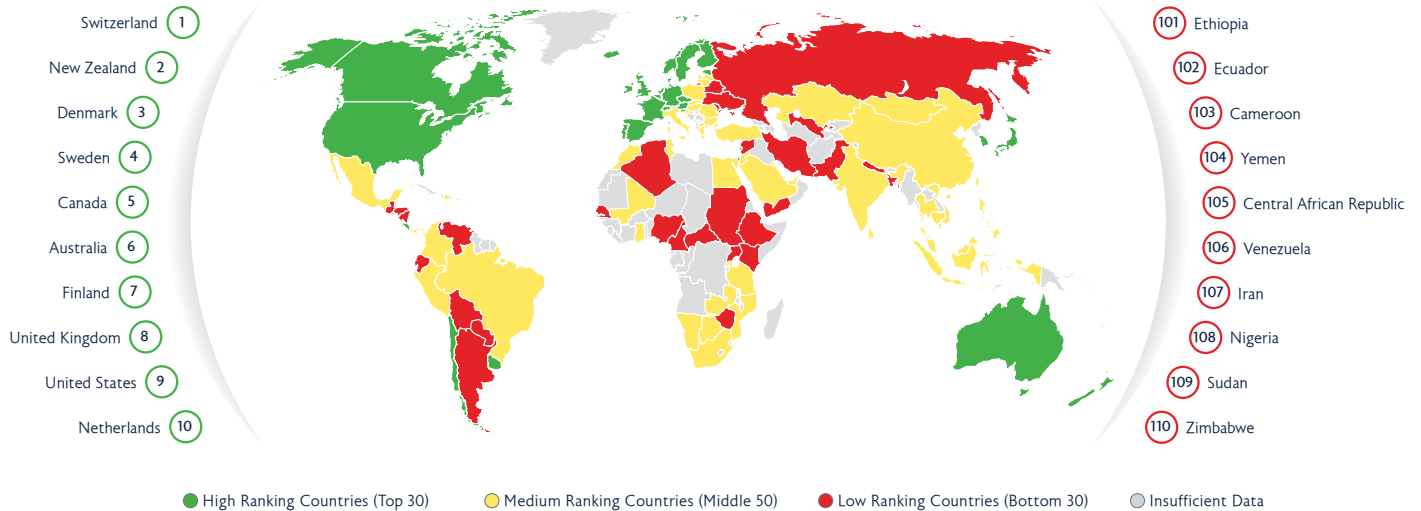 Switzerland 1
New Zealand 2
Denmark 3
Sweden 4
Canada 5
Australia 6
Finland 7
United Kingdom 8
United States 9
Netherlands 10
101 Ethiopia
102 Ecuador
103 Cameroon
104 Yemen
105 Central African Republic
106 Venezuela
107 Iran
108 Nigeria
109 Sudan
110 Zimbabwe
High Ranking Countries (Top 30)
Medium Ranking Countries (Middle 50)
Low Ranking Countries (Bottom 30)
Insufficient Data